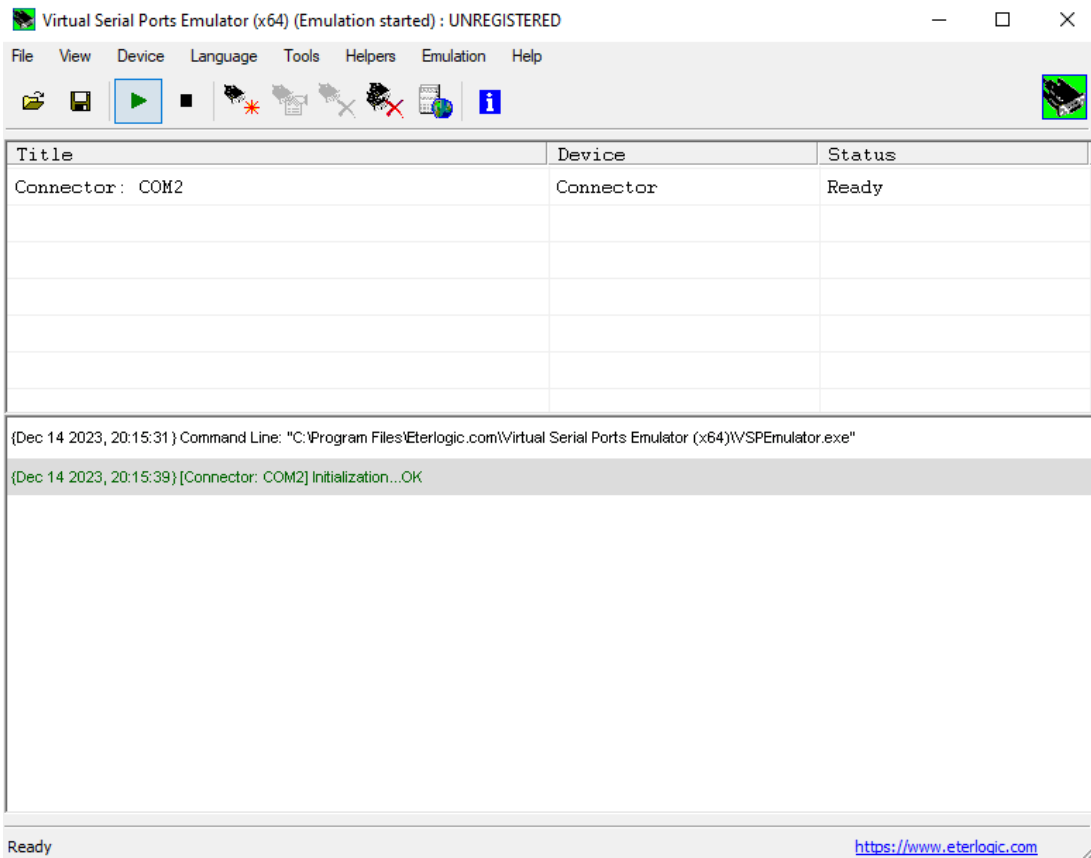 Virtual Serial Ports Emulator (x64) (Emulation started) : UNREGISTERED
File View Device Language Tools Helpers Emulation Help
Title Device Status
Connector: COM2 Connector Ready
{Dec 14 2023, 20:15:31} Command Line: "C:\Program Files\Eterlogic.com\Virtual Serial Ports Emulator (x64)\VSPEmulator.exe"
{Dec 14 2023, 20:15:39} [Connector: COM2] Initialization...OK
Ready https://www.eterlogic.com